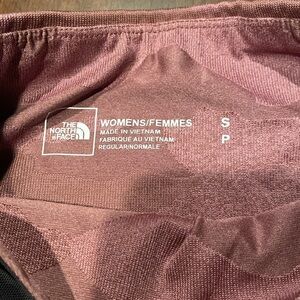 THE
NORTH
FACE
WOMENS/FEMMES
MADE IN VIETNAM
FABRIQUÉ AU VIETNAM
REGULAR/NORMALE
S
P